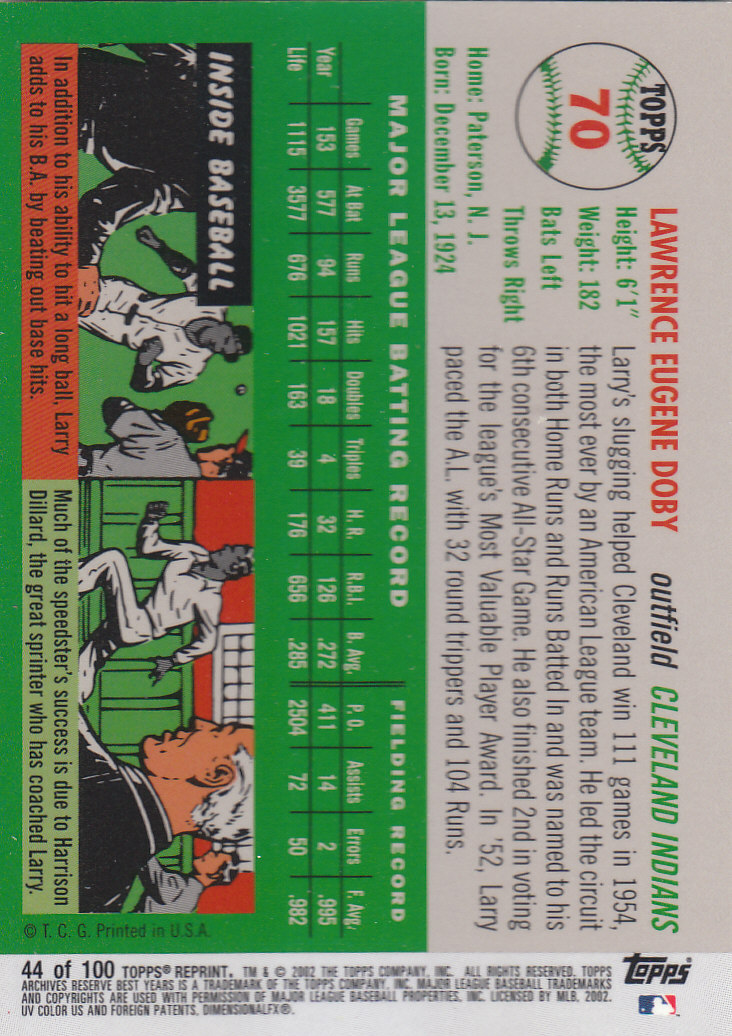 TOPPS
70
LAWRENCE EUGENE DOBY outfield CLEVELAND INDIANS
Height: 6'1"
Weight: 182
Bats Left
Throws Right
Home: Paterson, N. J.
Born: December 13, 1924
Larry's slugging helped Cleveland win 111 games in 1954,
the most ever by an American League team. He led the circuit
in both Home Runs and Runs Batted In and was named to his
6th consecutive All-Star Game. He also finished 2nd in voting
for the league's Most Valuable Player Award. In '52, Larry
paced the A.L. with 32 round trippers and 104 Runs.
MAJOR LEAGUE BATTING RECORD FIELDING RECORD
Games At Bat Runs Hits Doubles Triples H. R. R.B.I. B. Avg. P. O. Assists Errors F. Avg.
Year 153 577 94 157 18 4 32 126 .272 411 14 2 .995
Life 1115 3577 676 1021 163 39 176 656 .285 2504 72 50 .982
INSIDE BASEBALL
In addition to his ability to hit a long ball, Larry
adds to his B.A. by beating out base hits.
Much of the speedster's success is due to Harrison
Dillard, the great sprinter who has coached Larry.
© T. C. G. Printed in U.S.A.
Topps
44 of 100 TOPPS® REPRINT. TM & © 2002 THE TOPPS COMPANY, INC. ALL RIGHTS RESERVED. TOPPS
ARCHIVES RESERVE BEST YEARS IS A TRADEMARK OF THE TOPPS COMPANY, INC. MAJOR LEAGUE BASEBALL TRADEMARKS
AND COPYRIGHTS ARE USED WITH PERMISSION OF MAJOR LEAGUE BASEBALL PROPERTIES, INC. LICENSED BY MLB, 2002.
UV COLOR US AND FOREIGN PATENTS, DIMENSIONALFX®.